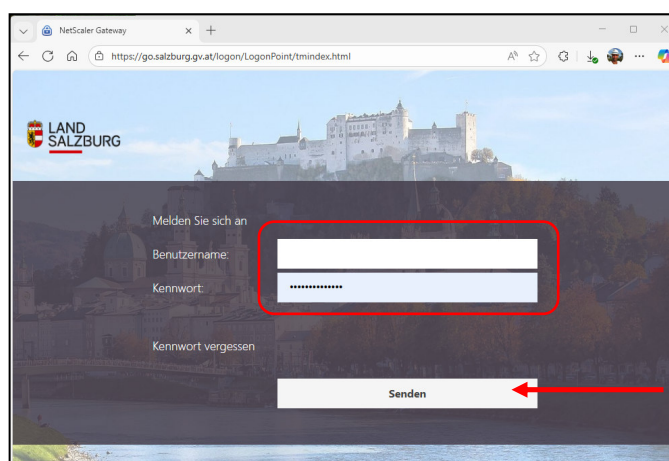 NetScaler Gateway
https://go.salzburg.gv.at/logon/LogonPoint/tmindex.html
LAND
SALZBURG
Melden Sie sich an
Benutzername:
Kennwort: ••••••••••••••
Kennwort vergessen
Senden